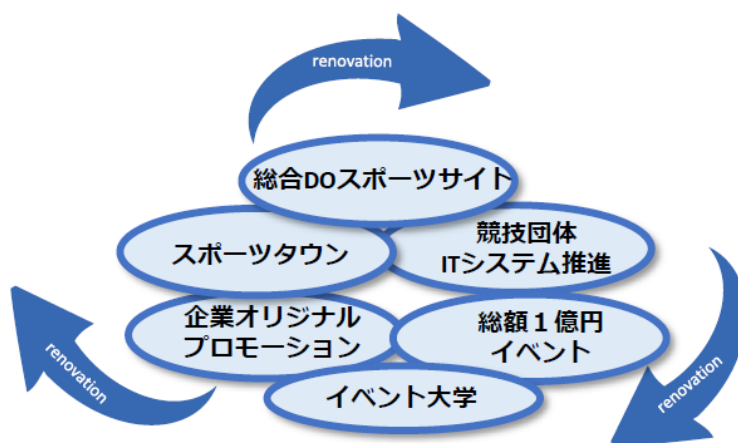 renovation
総合DOスポーツサイト
スポーツタウン
競技団体
ITシステム推進
企業オリジナル
プロモーション
総額１億円
イベント
イベント大学
renovation
renovation